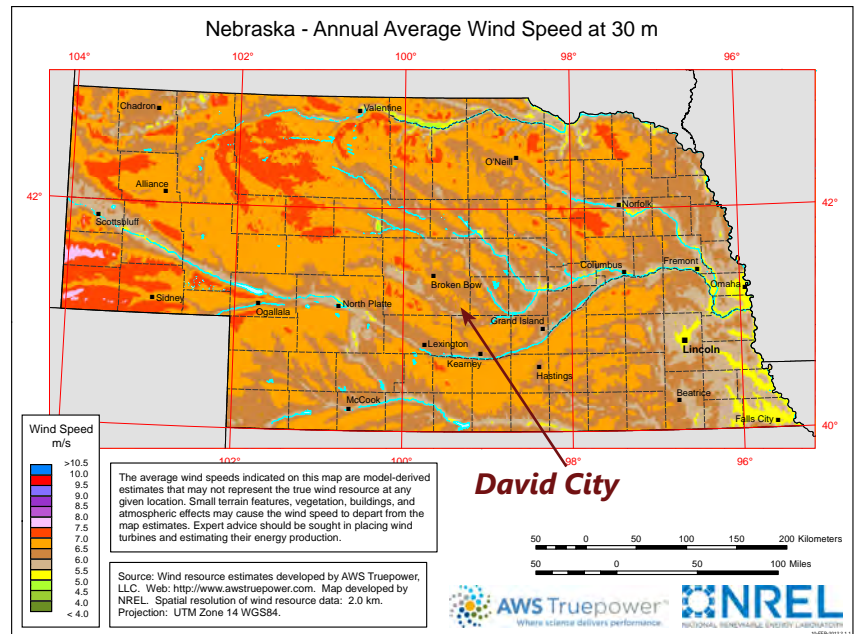 Nebraska - Annual Average Wind Speed at 30 m
104°
102°
100°
98°
96°
Chadron
Valentine
O'Neill
Alliance
42°
42°
Norfolk
Scottsbluff
Columbus
Fremont
Broken Bow
Omaha
Sidney
North Platte
Ogallala
Grand Island
Lexington
Lincoln
Kearney
Hastings
McCook
Beatrice
Falls City
40°
102°
100°
98°
96°
David City
Wind Speed
m/s
>10.5
10.0
9.5
9.0
8.5
8.0
7.5
7.0
6.5
6.0
5.5
5.0
4.5
4.0
< 4.0
The average wind speeds indicated on this map are model-derived
estimates that may not represent the true wind resource at any
given location. Small terrain features, vegetation, buildings, and
atmospheric effects may cause the wind speed to depart from the
map estimates. Expert advice should be sought in placing wind
turbines and estimating their energy production.
Source: Wind resource estimates developed by AWS Truepower,
LLC. Web: http://www.awstruepower.com. Map developed by
NREL. Spatial resolution of wind resource data: 2.0 km.
Projection: UTM Zone 14 WGS84.
50 0 50 100 150 200 Kilometers
50 0 50 100 Miles
AWS Truepower™
Where science delivers performance.
NREL
NATIONAL RENEWABLE ENERGY LABORATORY